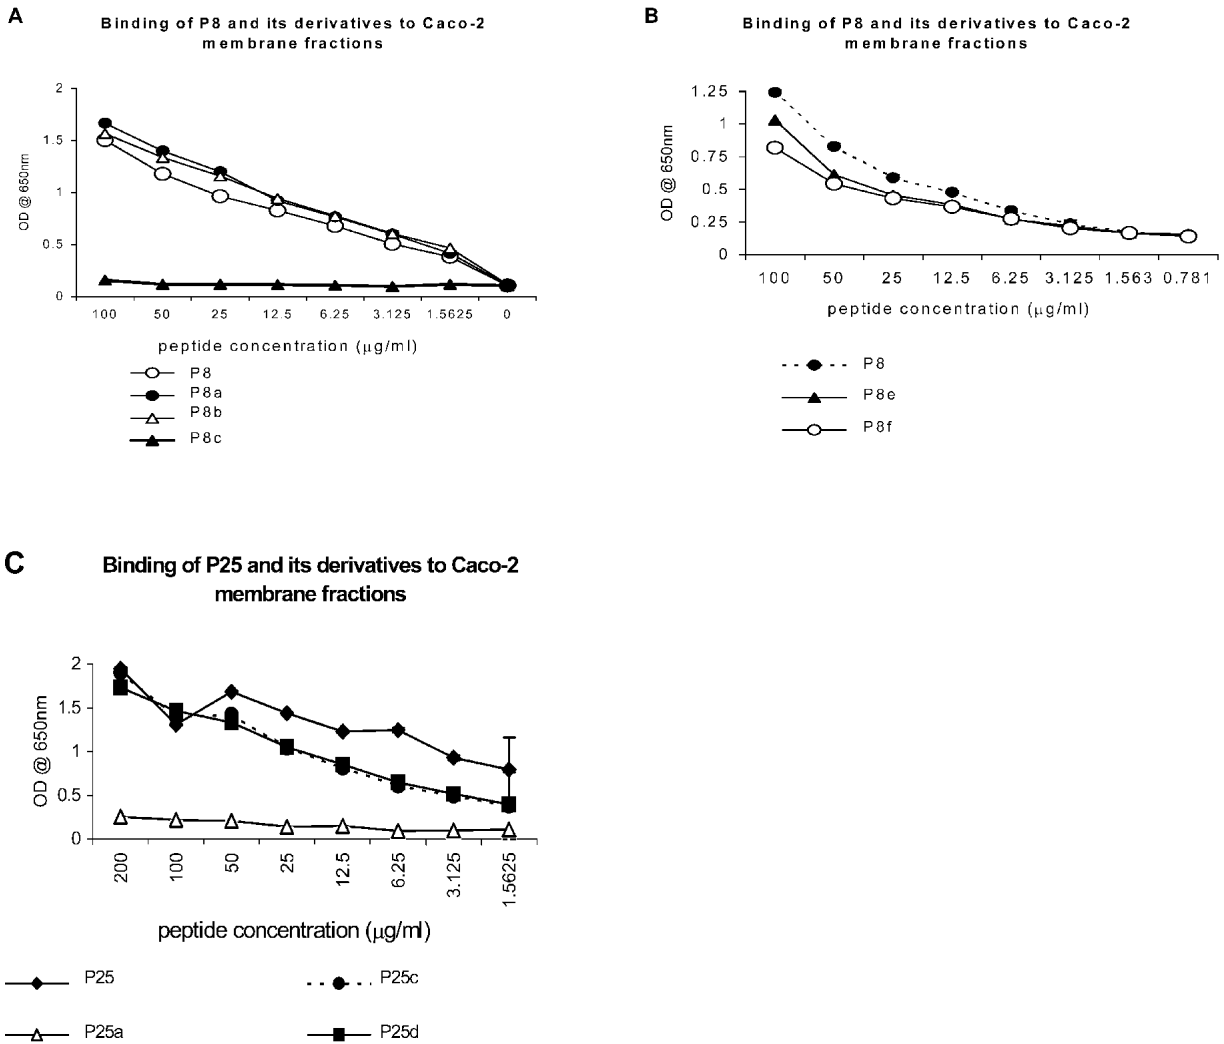 A
Binding of P8 and its derivatives to Caco-2
membrane fractions
OD @ 650nm
2
1.5
1
0.5
0
100 50 25 12.5 6.25 3.125 1.5625 0
peptide concentration (μg/ml)
P8
P8a
P8b
P8c
B
Binding of P8 and its derivatives to Caco-2
membrane fractions
OD @ 650nm
1.25
1
0.75
0.5
0.25
0
100 50 25 12.5 6.25 3.125 1.563 0.781
peptide concentration (μg/ml)
P8
P8e
P8f
C
Binding of P25 and its derivatives to Caco-2
membrane fractions
OD @ 650nm
2
1.5
1
0.5
0
200 100 50 25 12.5 6.25 3.125 1.5625
peptide concentration (μg/ml)
P25 P25c
P25a P25d